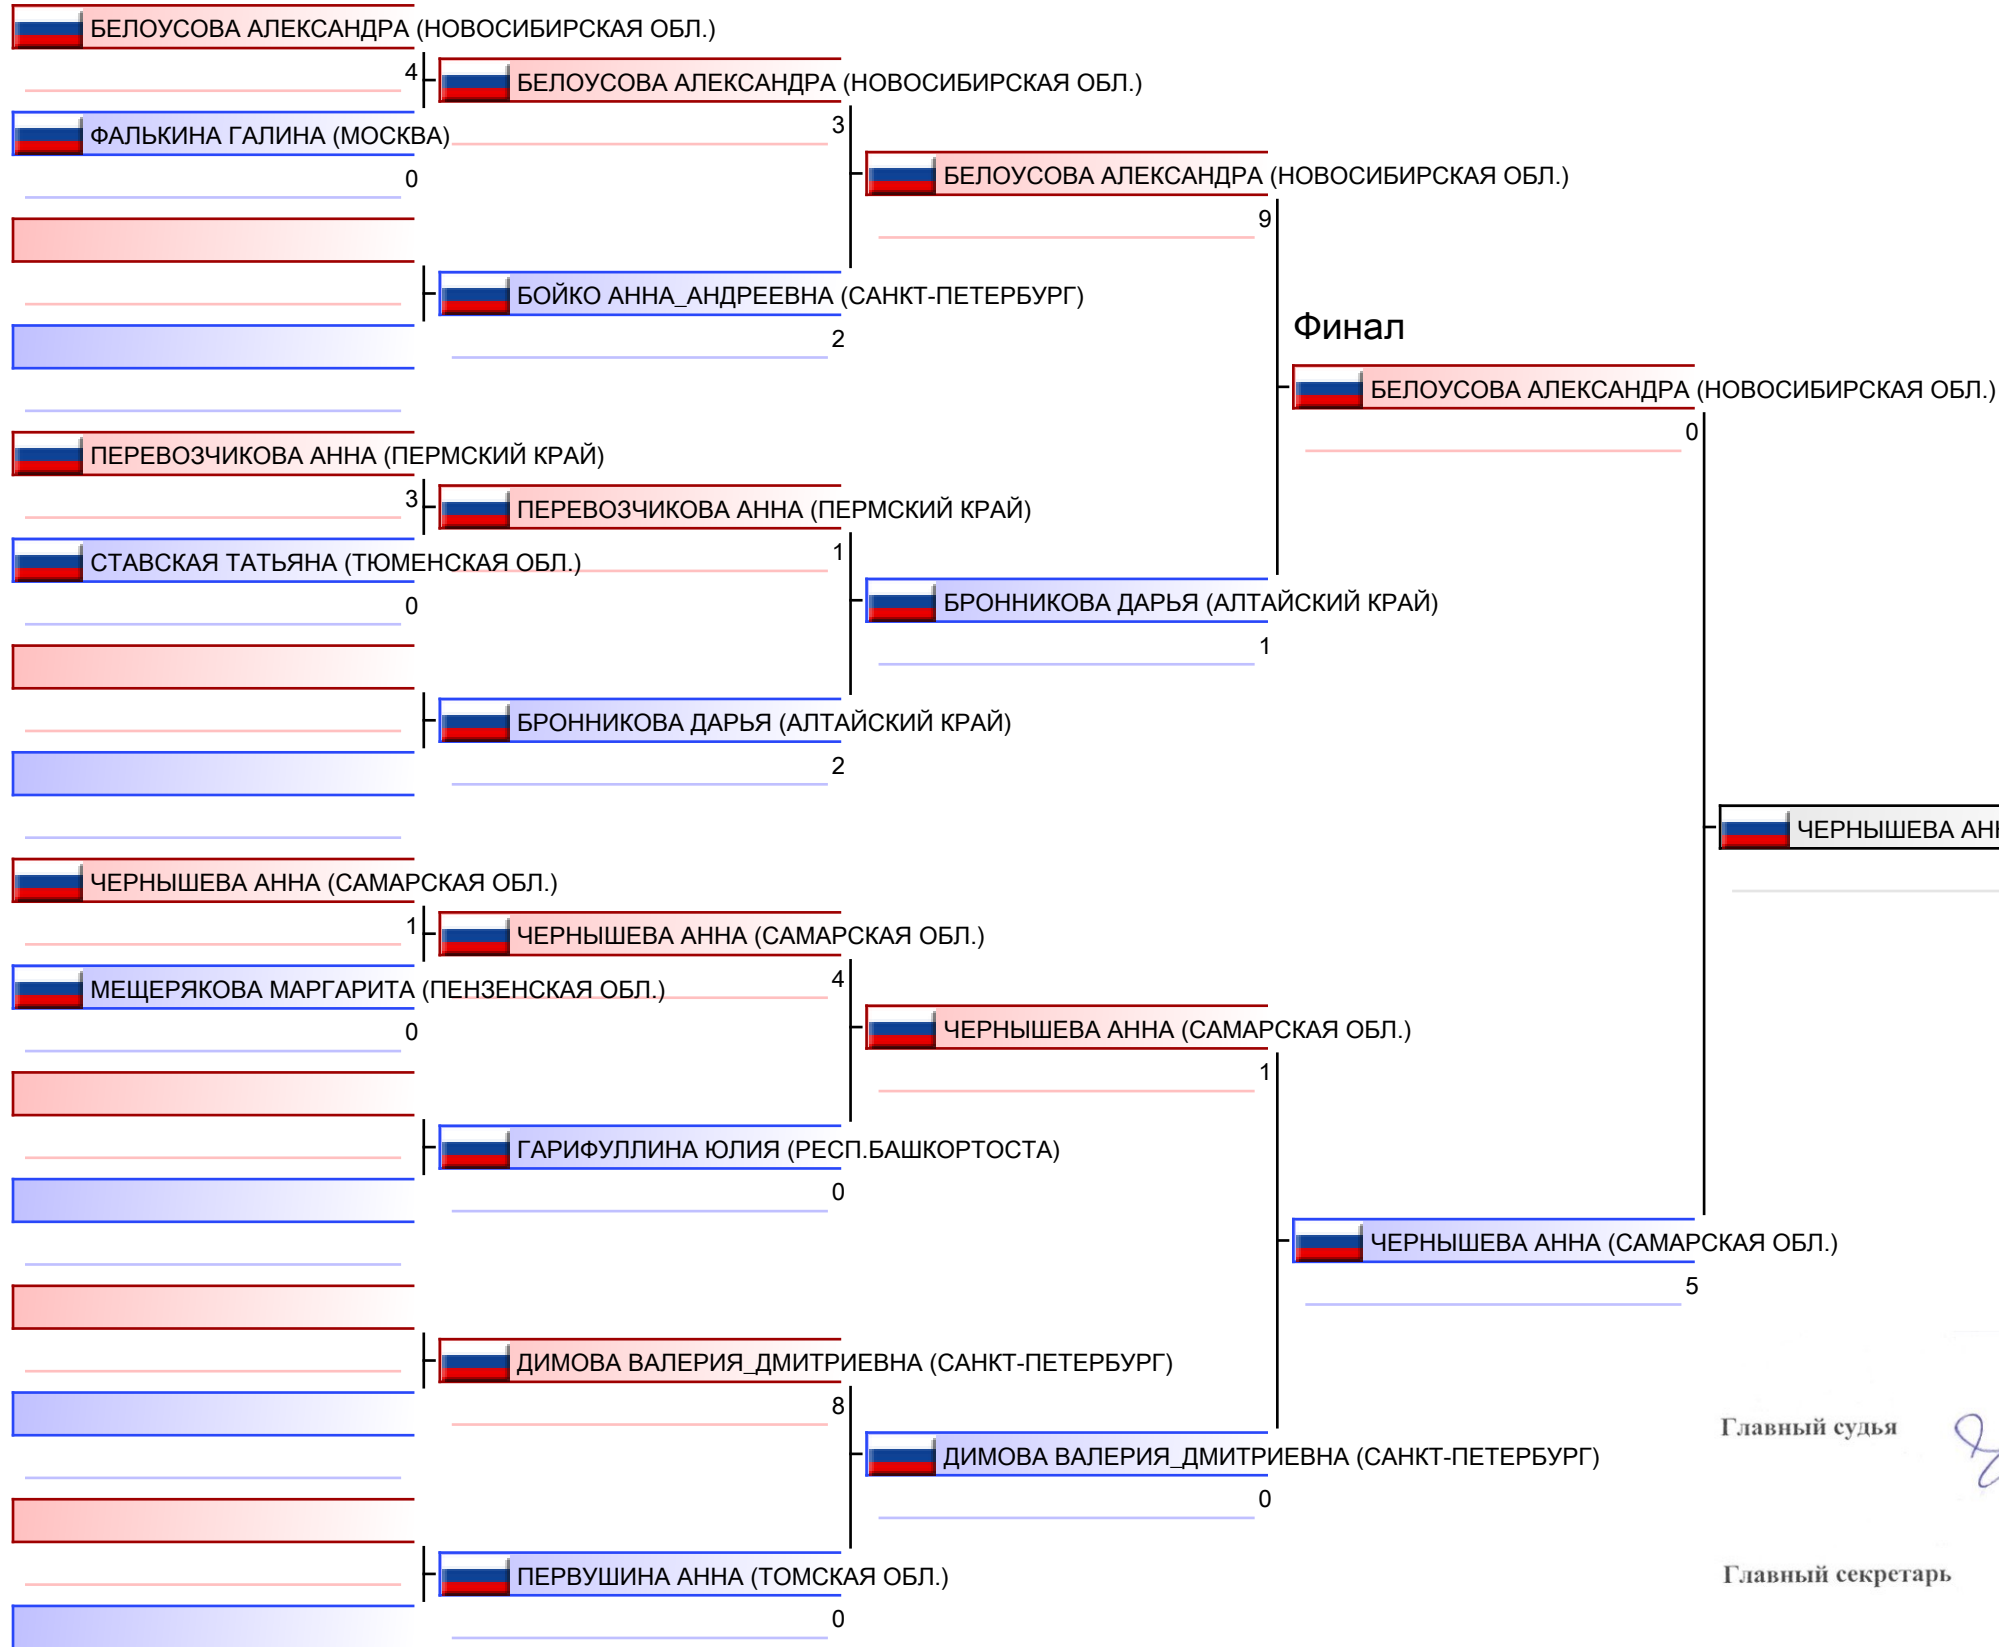 БЕЛОУСОВА АЛЕКСАНДРА (НОВОСИБИРСКАЯ ОБЛ.)
4
ФАЛЬКИНА ГАЛИНА (МОСКВА)
0
ПЕРЕВОЗЧИКОВА АННА (ПЕРМСКИЙ КРАЙ)
3
СТАВСКАЯ ТАТЬЯНА (ТЮМЕНСКАЯ ОБЛ.)
0
ЧЕРНЫШЕВА АННА (САМАРСКАЯ ОБЛ.)
1
МЕЩЕРЯКОВА МАРГАРИТА (ПЕНЗЕНСКАЯ ОБЛ.)
0
БЕЛОУСОВА АЛЕКСАНДРА (НОВОСИБИРСКАЯ ОБЛ.)
3
БОЙКО АННА_АНДРЕЕВНА (САНКТ-ПЕТЕРБУРГ)
2
ПЕРЕВОЗЧИКОВА АННА (ПЕРМСКИЙ КРАЙ)
1
БРОННИКОВА ДАРЬЯ (АЛТАЙСКИЙ КРАЙ)
2
ЧЕРНЫШЕВА АННА (САМАРСКАЯ ОБЛ.)
4
ГАРИФУЛЛИНА ЮЛИЯ (РЕСП.БАШКОРТОСТА)
0
ДИМОВА ВАЛЕРИЯ_ДМИТРИЕВНА (САНКТ-ПЕТЕРБУРГ)
8
ПЕРВУШИНА АННА (ТОМСКАЯ ОБЛ.)
0
БЕЛОУСОВА АЛЕКСАНДРА (НОВОСИБИРСКАЯ ОБЛ.)
9
БРОННИКОВА ДАРЬЯ (АЛТАЙСКИЙ КРАЙ)
1
ЧЕРНЫШЕВА АННА (САМАРСКАЯ ОБЛ.)
1
ДИМОВА ВАЛЕРИЯ_ДМИТРИЕВНА (САНКТ-ПЕТЕРБУРГ)
0
Финал
БЕЛОУСОВА АЛЕКСАНДРА (НОВОСИБИРСКАЯ ОБЛ.)
0
ЧЕРНЫШЕВА АННА (САМАРСКАЯ ОБЛ.)
5
ЧЕРНЫШЕВА
Главный судья
Главный секретарь